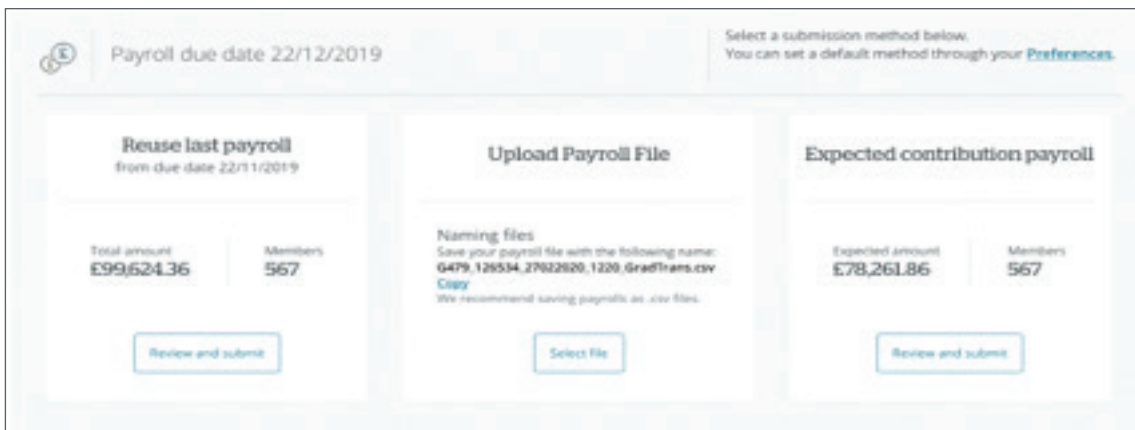 Payroll due date 22/12/2019
Select a submission method below.
You can set a default method through your Preferences.
Reuse last payroll
from due date 22/11/2019
Total amount
£99,624.36
Members
567
Review and submit
Upload Payroll File
Naming files
Save your payroll file with the following name:
G479_126534_27022020_1220_GradTrans.csv
Copy
We recommend saving payrolls as .csv files.
Select file
Expected contribution payroll
Expected amount
£78,261.86
Members
567
Review and submit